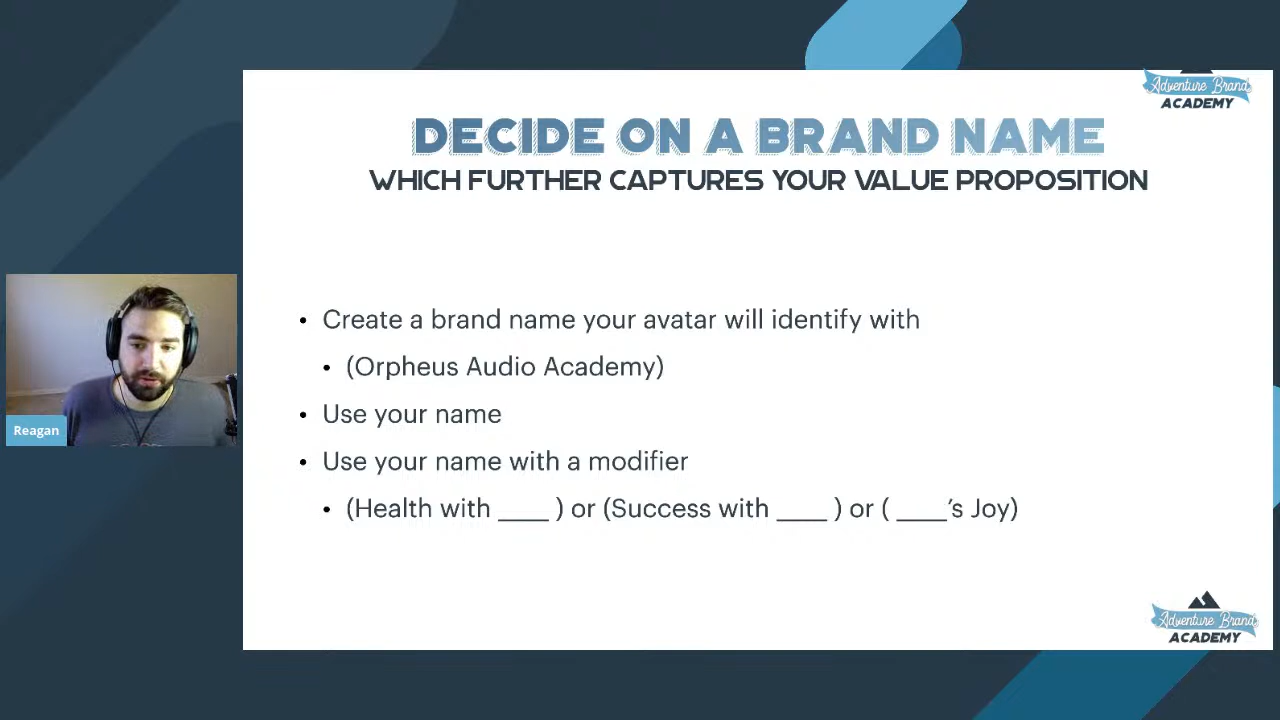 Adventure Brand
ACADEMY
DECIDE ON A BRAND NAME
WHICH FURTHER CAPTURES YOUR VALUE PROPOSITION
• Create a brand name your avatar will identify with
• (Orpheus Audio Academy)
• Use your name
• Use your name with a modifier
• (Health with ____ ) or (Success with ____ ) or ( ____'s Joy)
Reagan
Adventure Brand
ACADEMY